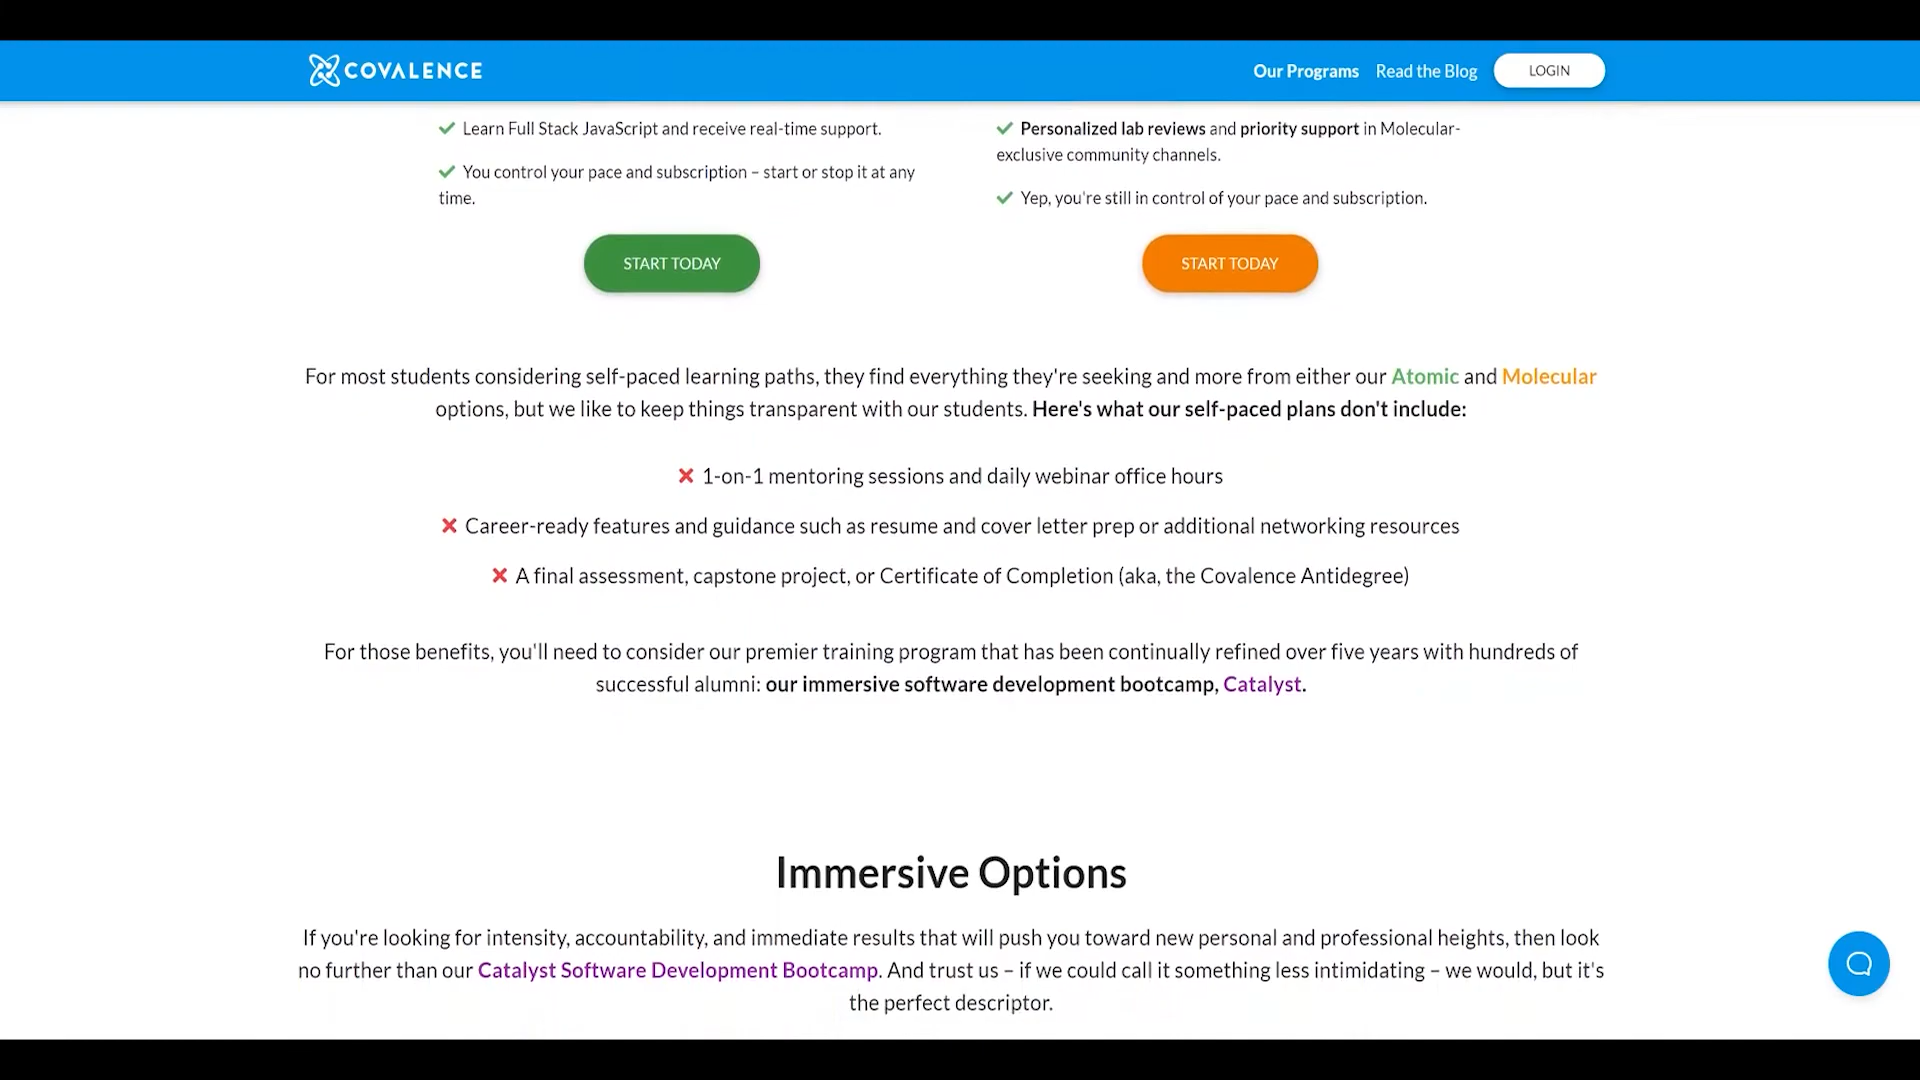 COVALENCE
Our Programs
Read the Blog
LOGIN
Learn Full Stack JavaScript and receive real-time support.
You control your pace and subscription – start or stop it at any
time.
START TODAY
Personalized lab reviews and priority support in Molecular-
exclusive community channels.
Yep, you're still in control of your pace and subscription.
START TODAY
For most students considering self-paced learning paths, they find everything they're seeking and more from either our Atomic and Molecular
options, but we like to keep things transparent with our students. Here's what our self-paced plans don't include:
1-on-1 mentoring sessions and daily webinar office hours
Career-ready features and guidance such as resume and cover letter prep or additional networking resources
A final assessment, capstone project, or Certificate of Completion (aka, the Covalence Antidegree)
For those benefits, you'll need to consider our premier training program that has been continually refined over five years with hundreds of
successful alumni: our immersive software development bootcamp, Catalyst.
Immersive Options
If you're looking for intensity, accountability, and immediate results that will push you toward new personal and professional heights, then look
no further than our Catalyst Software Development Bootcamp. And trust us – if we could call it something less intimidating – we would, but it's
the perfect descriptor.